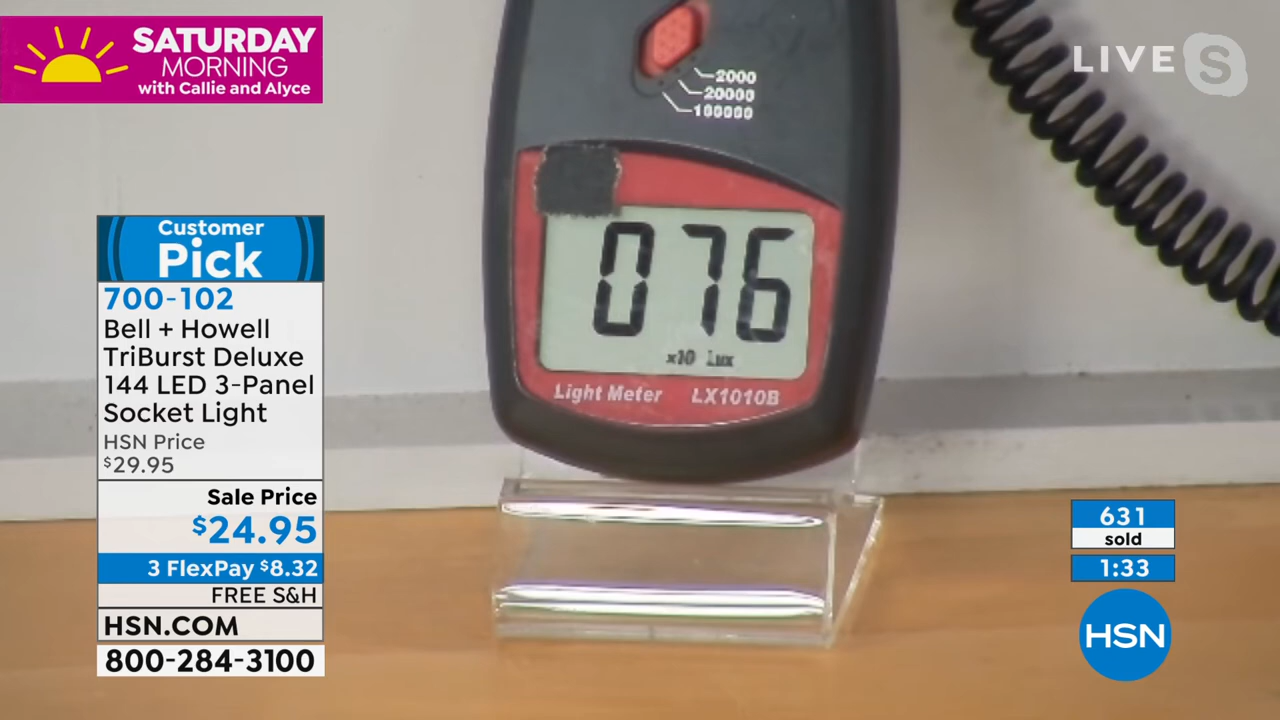 SATURDAY
MORNING
with Callie and Alyce
LIVE S
2000
20000
100000
076
x10 Lux
Light Meter LX1010B
Customer
Pick
700-102
Bell + Howell
TriBurst Deluxe
144 LED 3-Panel
Socket Light
HSN Price
$29.95
Sale Price
$24.95
3 FlexPay $8.32
FREE S&H
HSN.COM
800-284-3100
631
sold
1:33
HSN